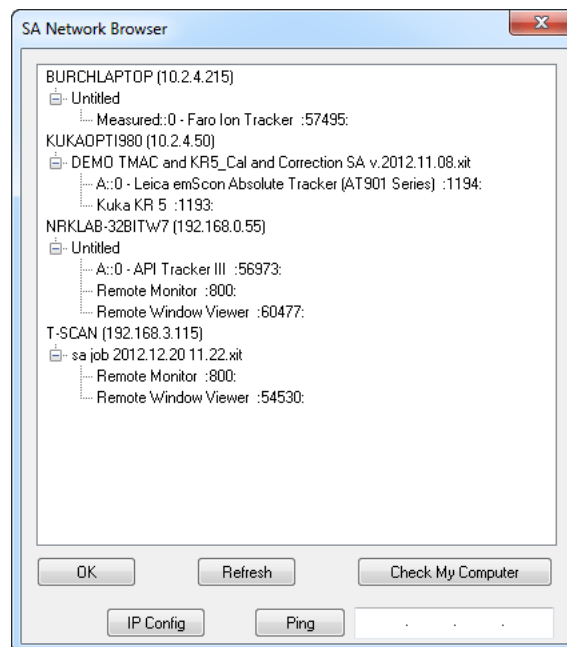 SA Network Browser
BURCHLAPTOP (10.2.4.215)
Untitled
Measured::0 - Faro Ion Tracker :57495:
KUKAOPTI980 (10.2.4.50)
DEMO TMAC and KR5_Cal and Correction SA v.2012.11.08.xit
A::0 - Leica emScon Absolute Tracker (AT901 Series) :1194:
Kuka KR 5 :1193:
NRKLAB-32BITW7 (192.168.0.55)
Untitled
A::0 - API Tracker III :56973:
Remote Monitor :800:
Remote Window Viewer :60477:
T-SCAN (192.168.3.115)
sa job 2012.12.20 11.22.xit
Remote Monitor :800:
Remote Window Viewer :54530:
OK Refresh Check My Computer
IP Config Ping . . .